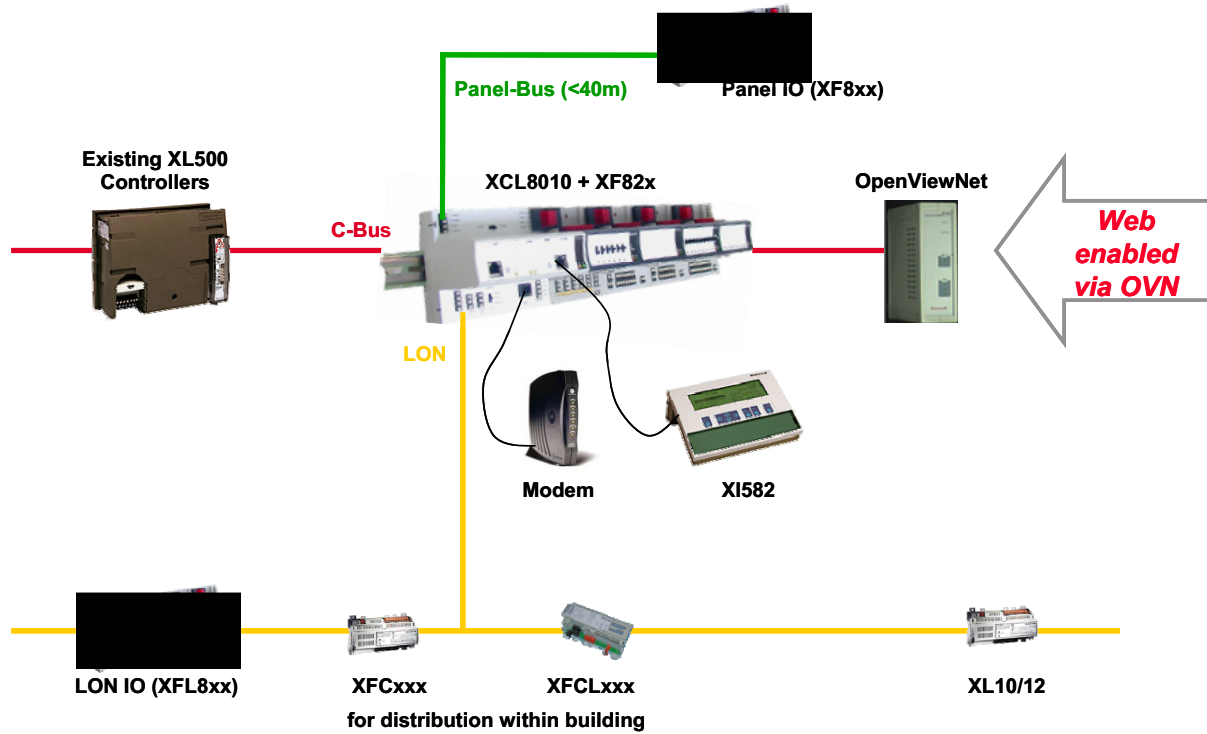 Panel-Bus (<40m)
Panel IO (XF8xx)
Existing XL500
Controllers
XCL8010 + XF82x
OpenViewNet
C-Bus
Web
enabled
via OVN
LON
Modem
XI582
LON IO (XFL8xx)
XFCxxx
XFCLxxx
XL10/12
for distribution within building